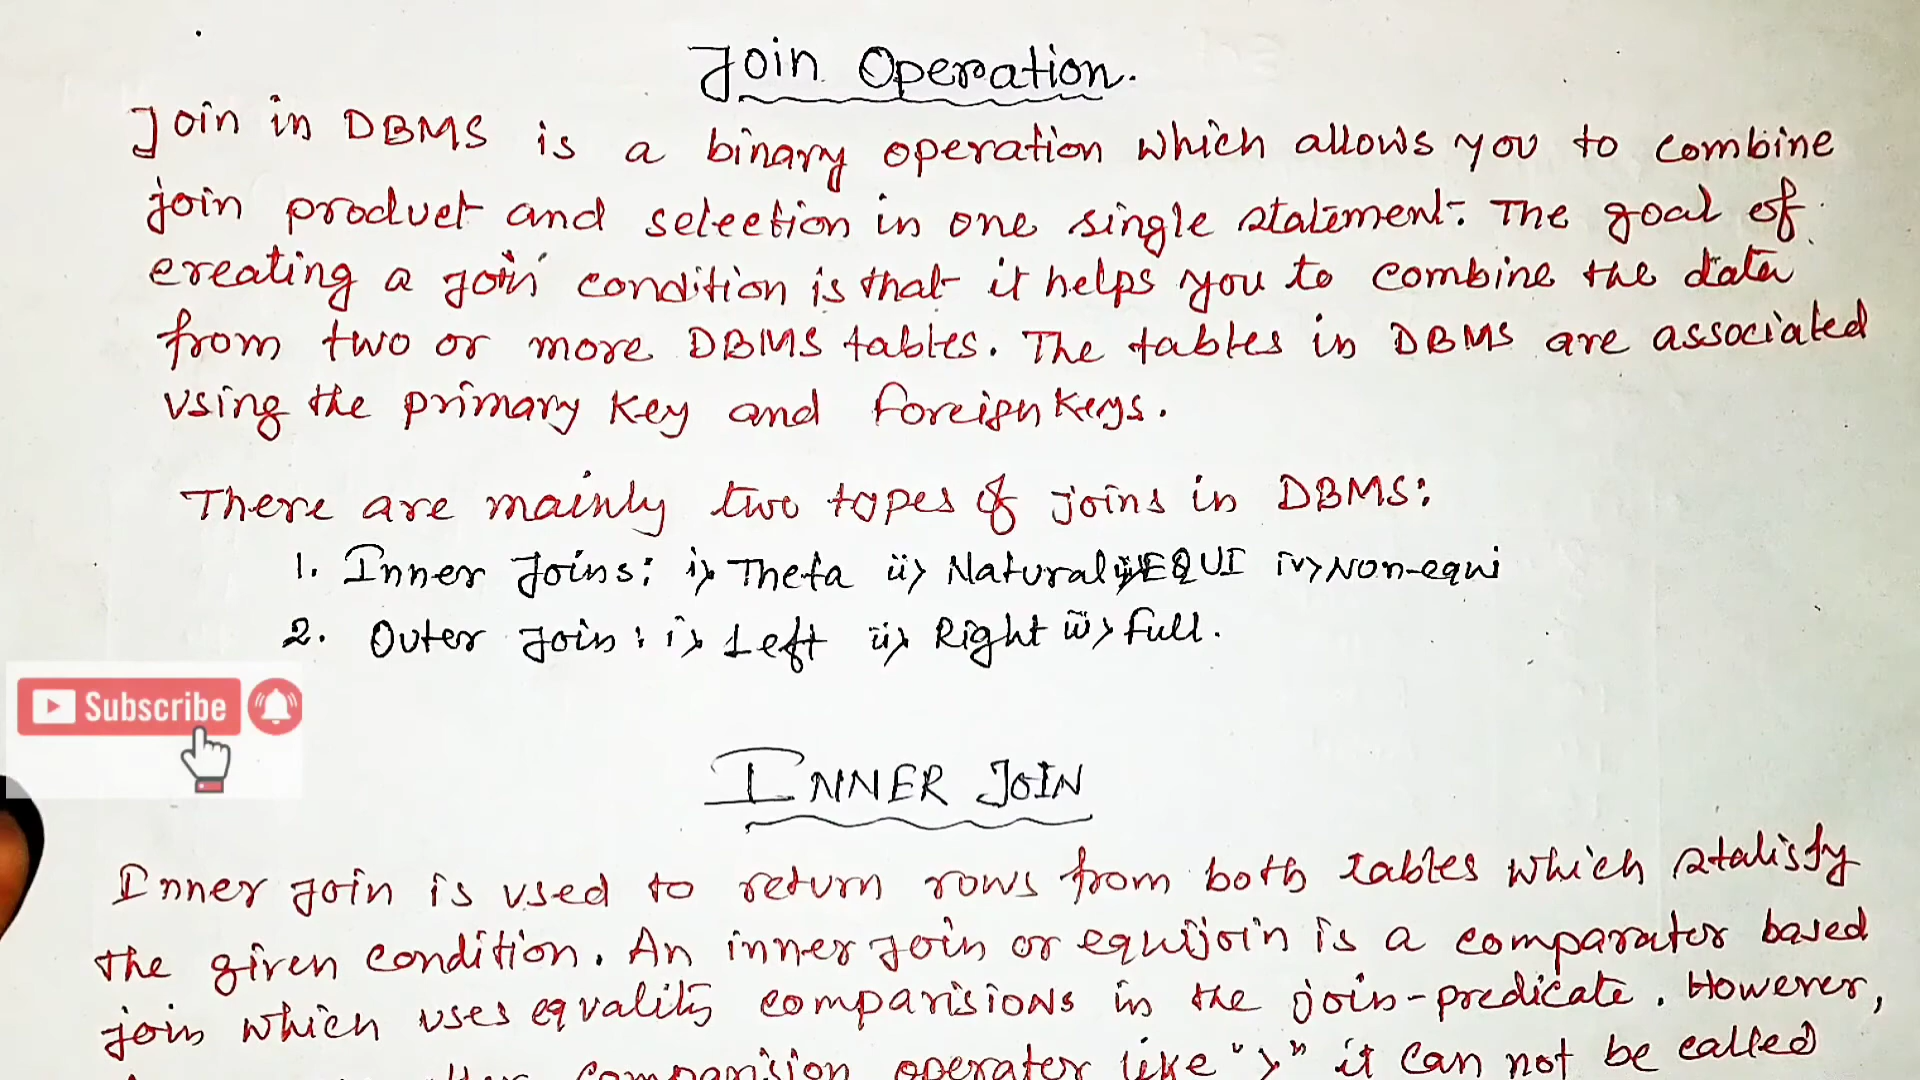 Join Operation.
Join in DBMS is a binary operation which allows you to combine
join product and selection in one single statement. The goal of
creating a join condition is that it helps you to combine the data
from two or more DBMS tables. The tables in DBMS are associated
using the primary key and foreign keys.
There are mainly two types of joins in DBMS:
1. Inner Joins: i> Theta ii> Natural iii> EQUI iv> Non-equi
2. Outer Join: i> Left ii> Right iii> Full.
Subscribe
INNER JOIN
Inner join is used to return rows from both tables which statisfy
the given condition. An inner join or equijoin is a comparator based
join which uses equality comparisions in the join-predicate. However,
comparision operator like ">" it can not be called